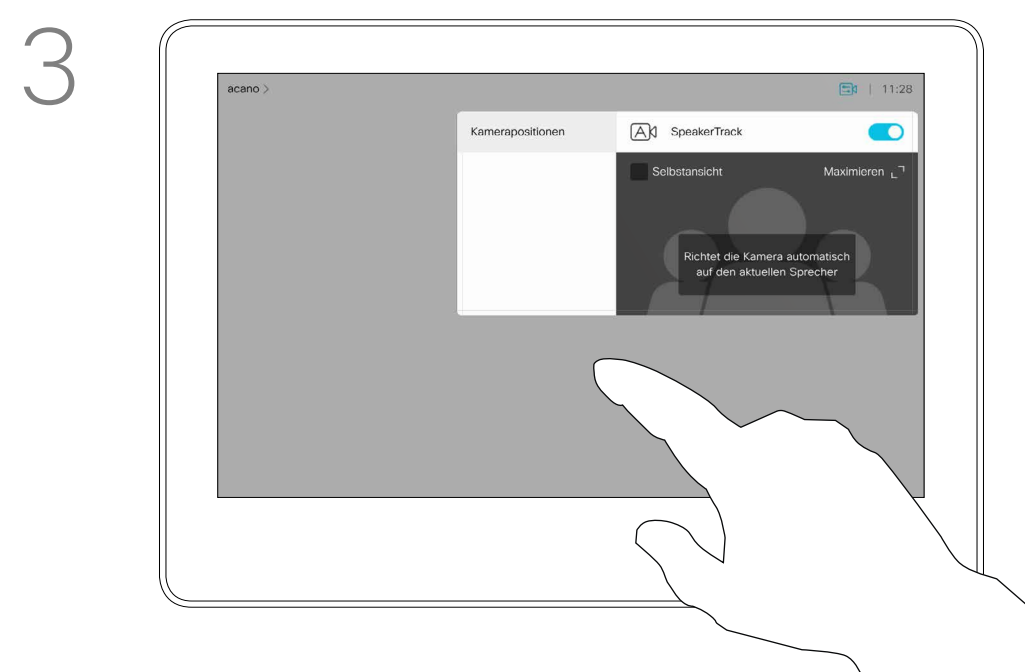 3
acano >
11:28
Kamerapositionen
SpeakerTrack
Selbstansicht
Maximieren
Richtet die Kamera automatisch
auf den aktuellen Sprecher